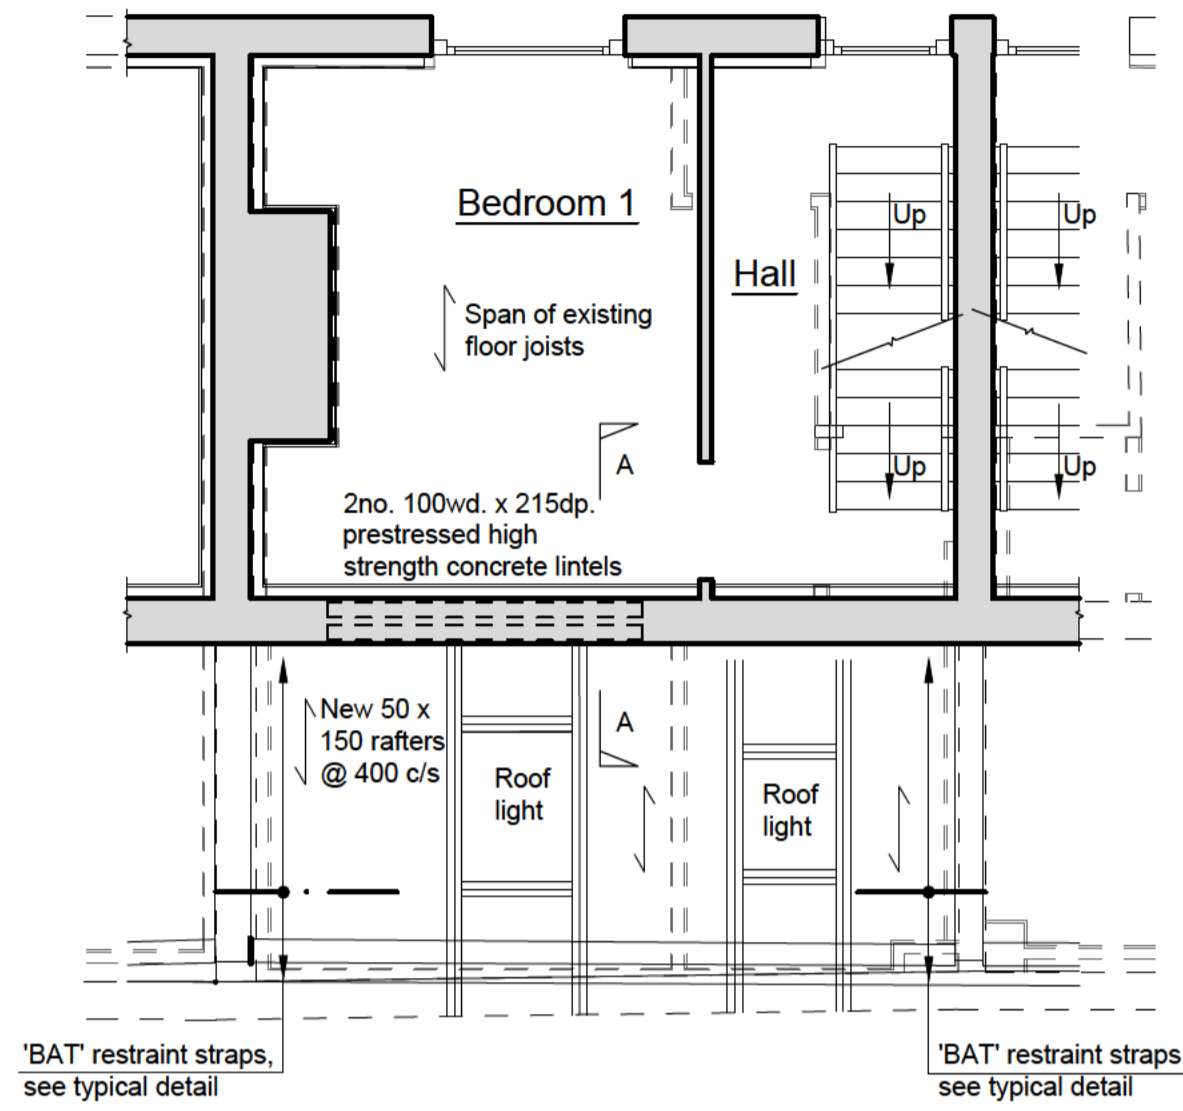 Bedroom 1
Up
Up
Hall
Span of existing
floor joists
A
Up
Up
2no. 100wd. x 215dp.
prestressed high
strength concrete lintels
New 50 x
150 rafters
@ 400 c/s
A
Roof
light
Roof
light
'BAT' restraint straps,
see typical detail
'BAT' restraint straps
see typical detail